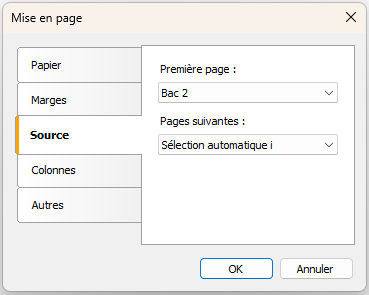 Mise en page
Papier
Marges
Source
Colonnes
Autres
Première page :
Bac 2
Pages suivantes :
Sélection automatique i
OK
Annuler